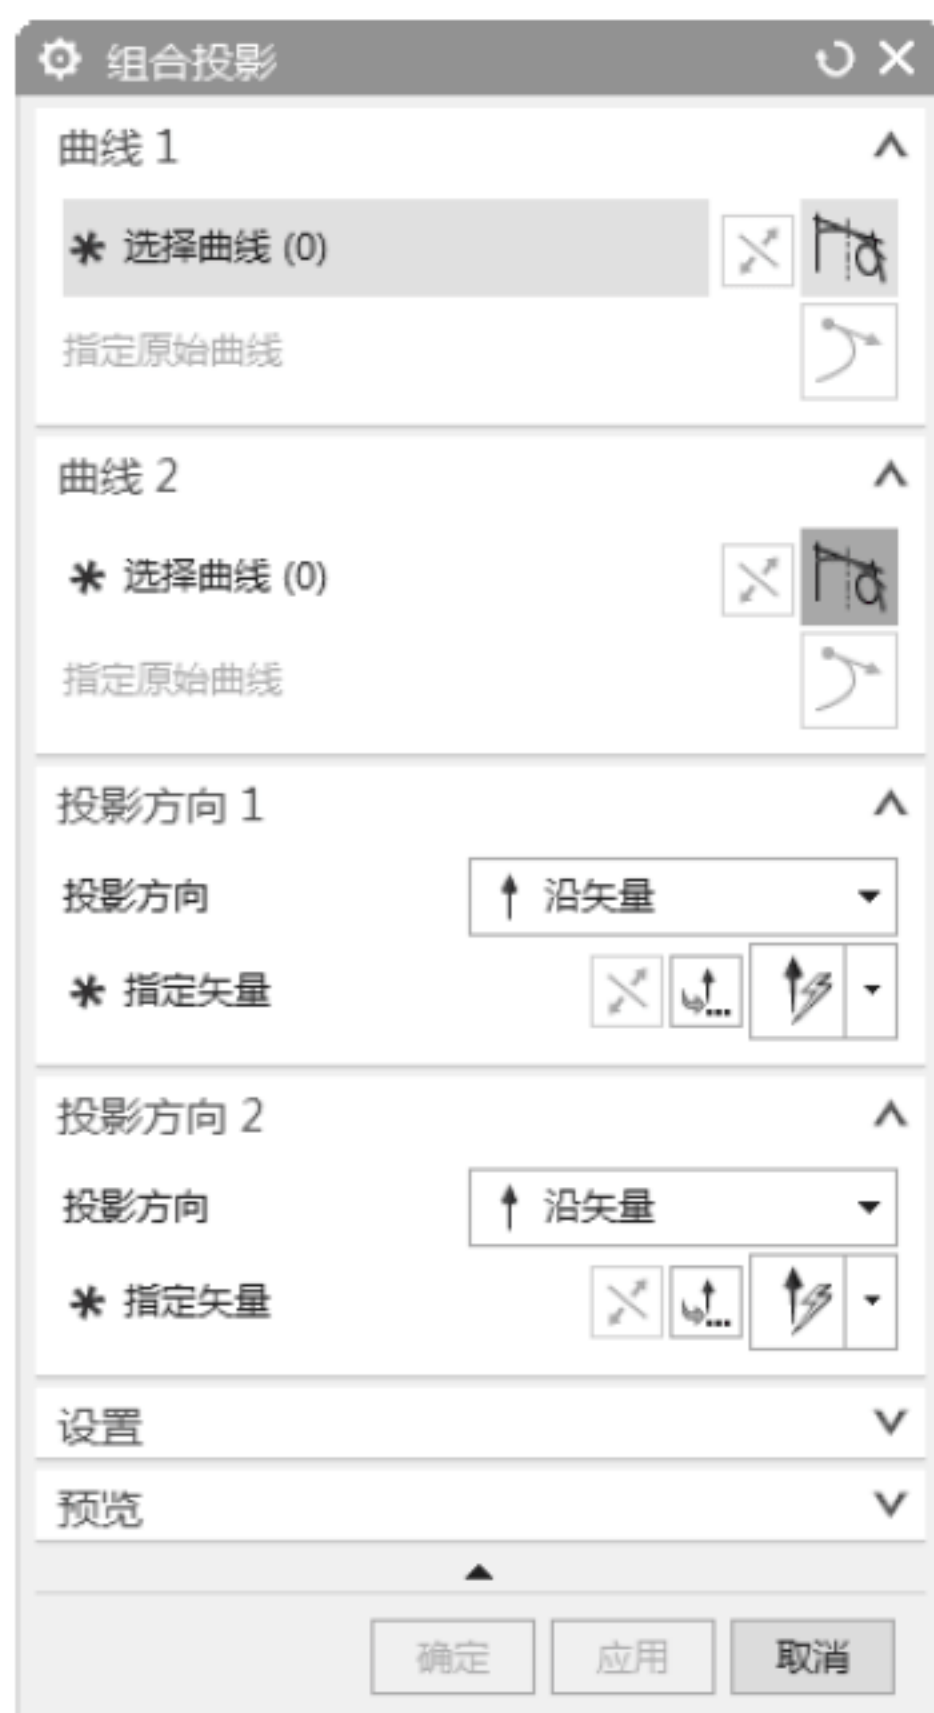 组合投影
曲线 1
* 选择曲线 (0)
指定原始曲线
曲线 2
* 选择曲线 (0)
指定原始曲线
投影方向 1
投影方向 沿矢量
* 指定矢量
投影方向 2
投影方向 沿矢量
* 指定矢量
设置
预览
确定 应用 取消